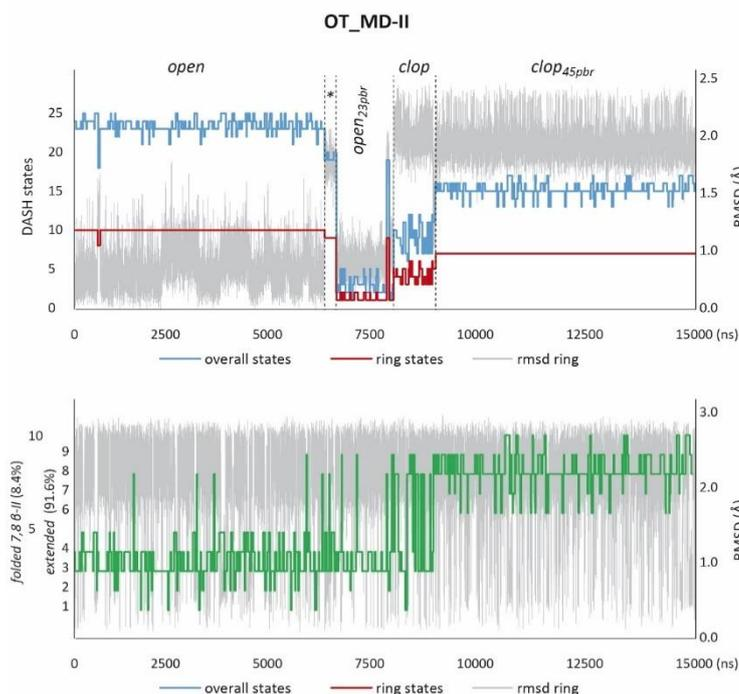 OT_MD-II
open
*
open23pbr
clop
clop45pbr
DASH states
25
20
15
10
5
0
2.5
2.0
1.5
1.0
0.5
0.0
RMSD (Å)
0 2500 5000 7500 10000 12500 15000 (ns)
overall states ring states rmsd ring
folded 7,8 β-II (8.4%)
extended (91.6%)
10
5
9
8
7
6
4
3
2
1
3.0
2.0
1.0
0.0
RMSD (Å)
0 2500 5000 7500 10000 12500 15000 (ns)
overall states ring states rmsd ring